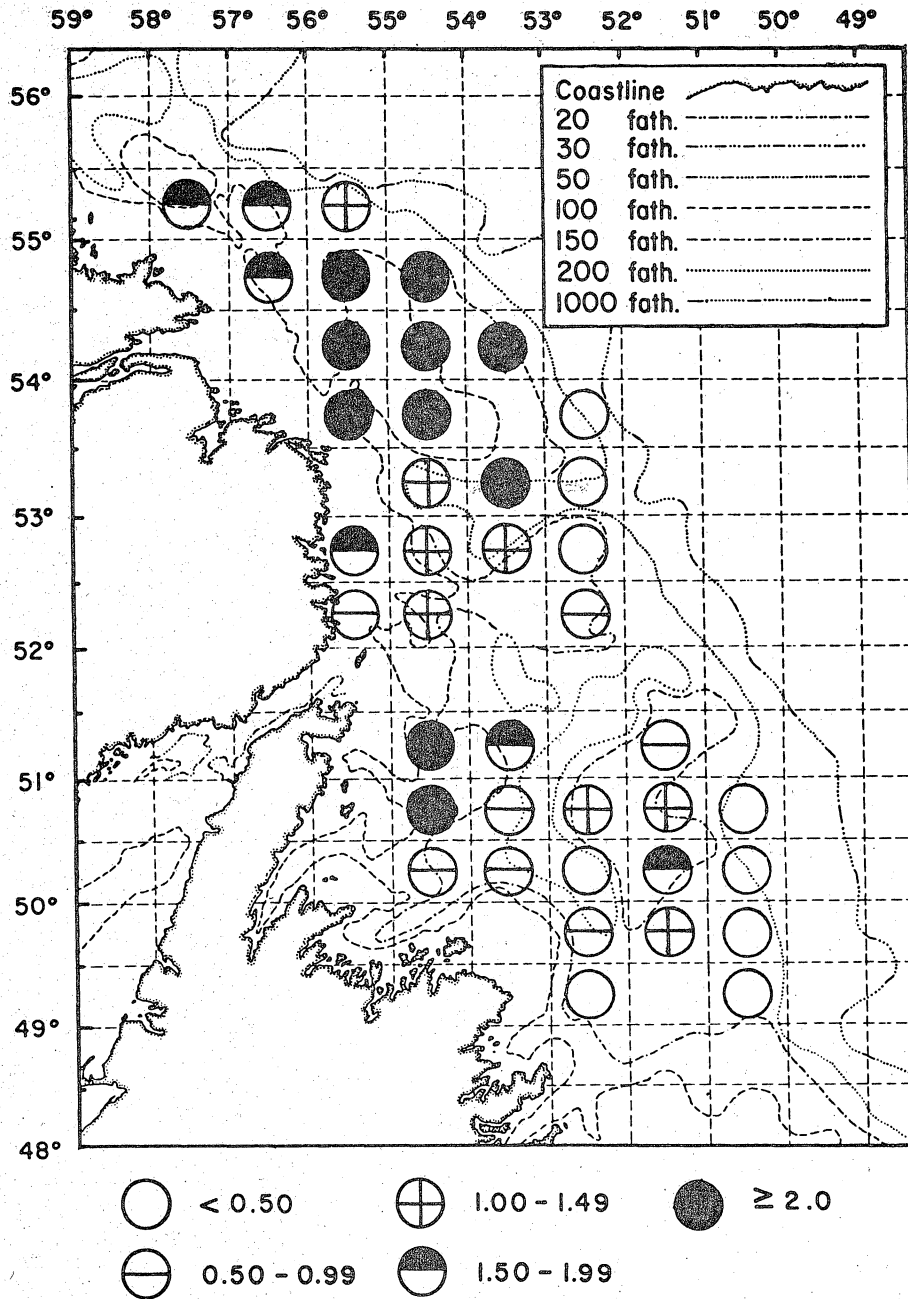 59° 58° 57° 56° 55° 54° 53° 52° 51° 50° 49°
56°
55°
54°
53°
52°
51°
50°
49°
48°
Coastline
20 fath.
30 fath.
50 fath.
100 fath.
150 fath.
200 fath.
1000 fath.
< 0.50 1.00 - 1.49 ≥ 2.0
0.50 - 0.99 1.50 - 1.99